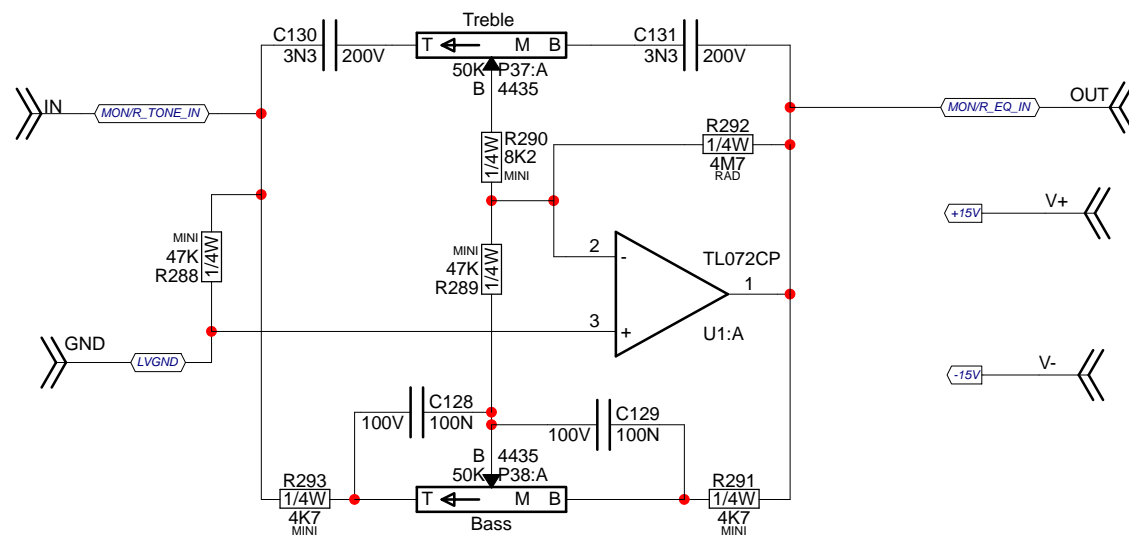 Treble
C130
3N3
200V
T
M
B
C131
3N3
200V
50K
P37:A
B
4435
IN
MON/R_TONE_IN
MON/R_EQ_IN
OUT
R290
1/4W
8K2
MINI
R292
1/4W
4M7
RAD
+15V
V+
MINI
47K
R288
1/4W
MINI
47K
R289
1/4W
2
-
TL072CP
1
3
+
U1:A
GND
LVGND
-15V
V-
C128
100V
100N
C129
100V
100N
B
4435
50K
P38:A
R293
1/4W
4K7
MINI
T
M
B
Bass
R291
1/4W
4K7
MINI